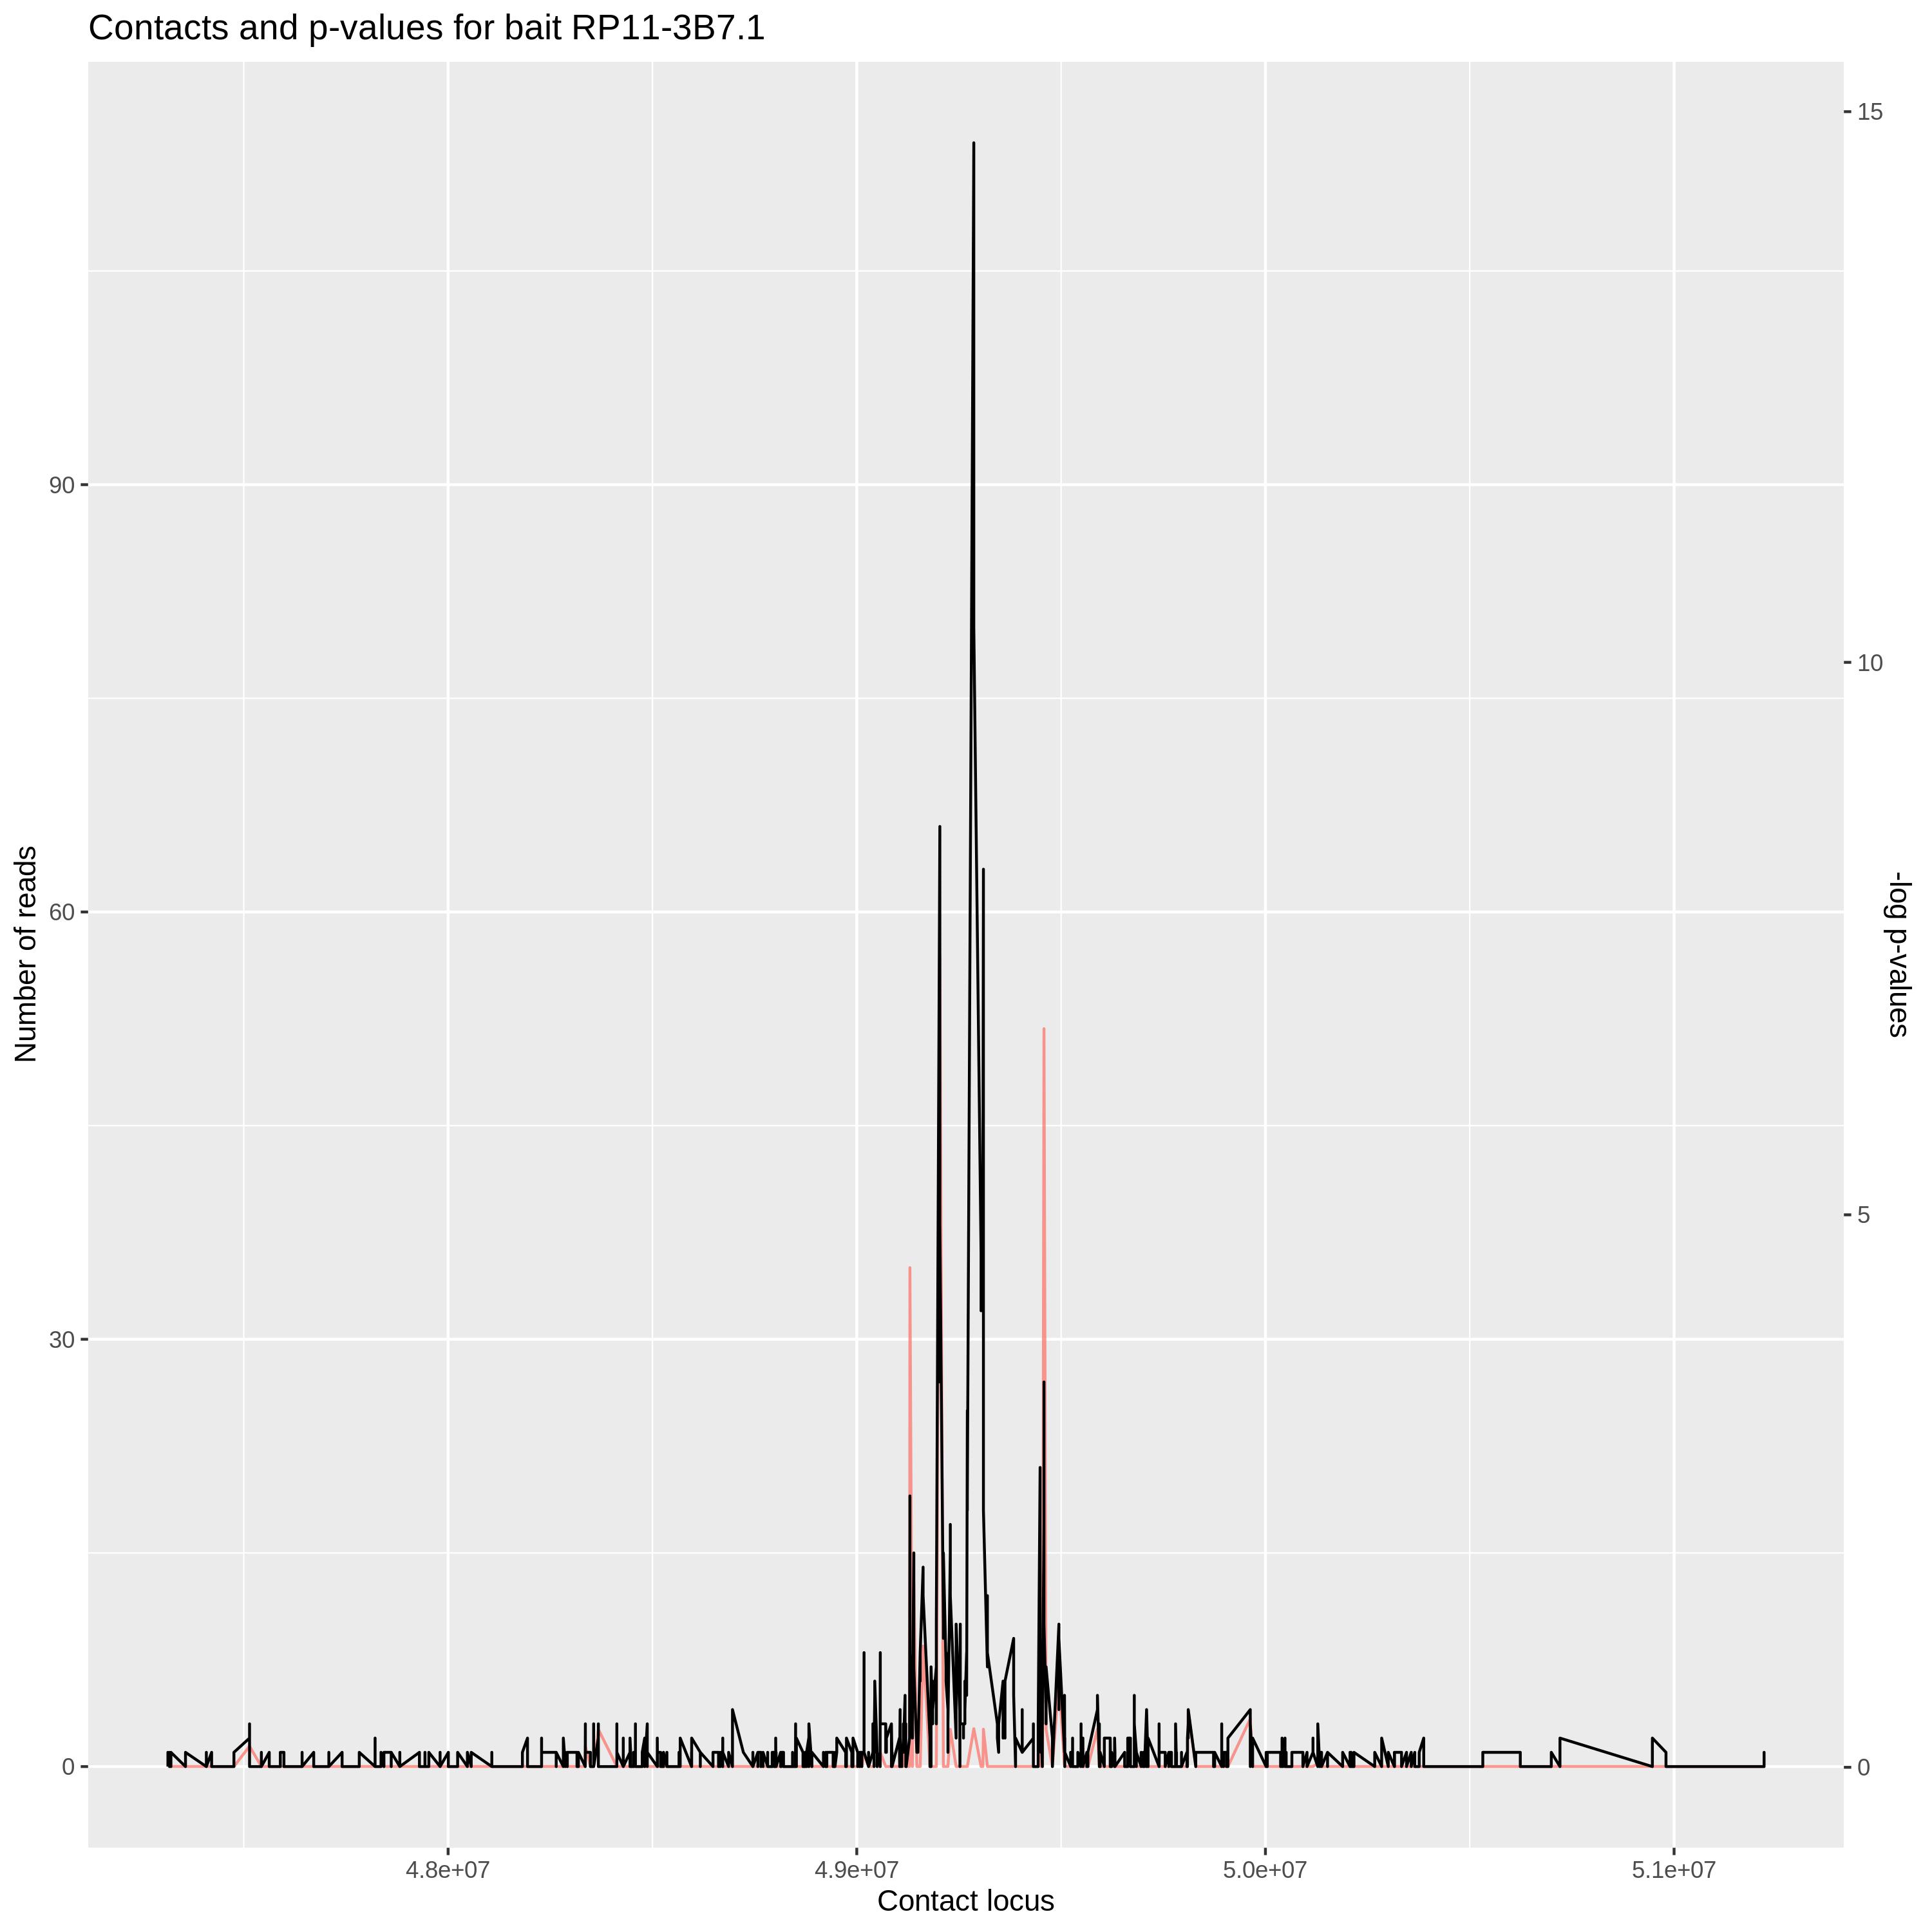 Contacts and p-values for bait RP11-3B7.1
Number of reads
90
60
30
0
15
10
5
0
-log p-values
4.8e+07
4.9e+07
5.0e+07
5.1e+07
Contact locus